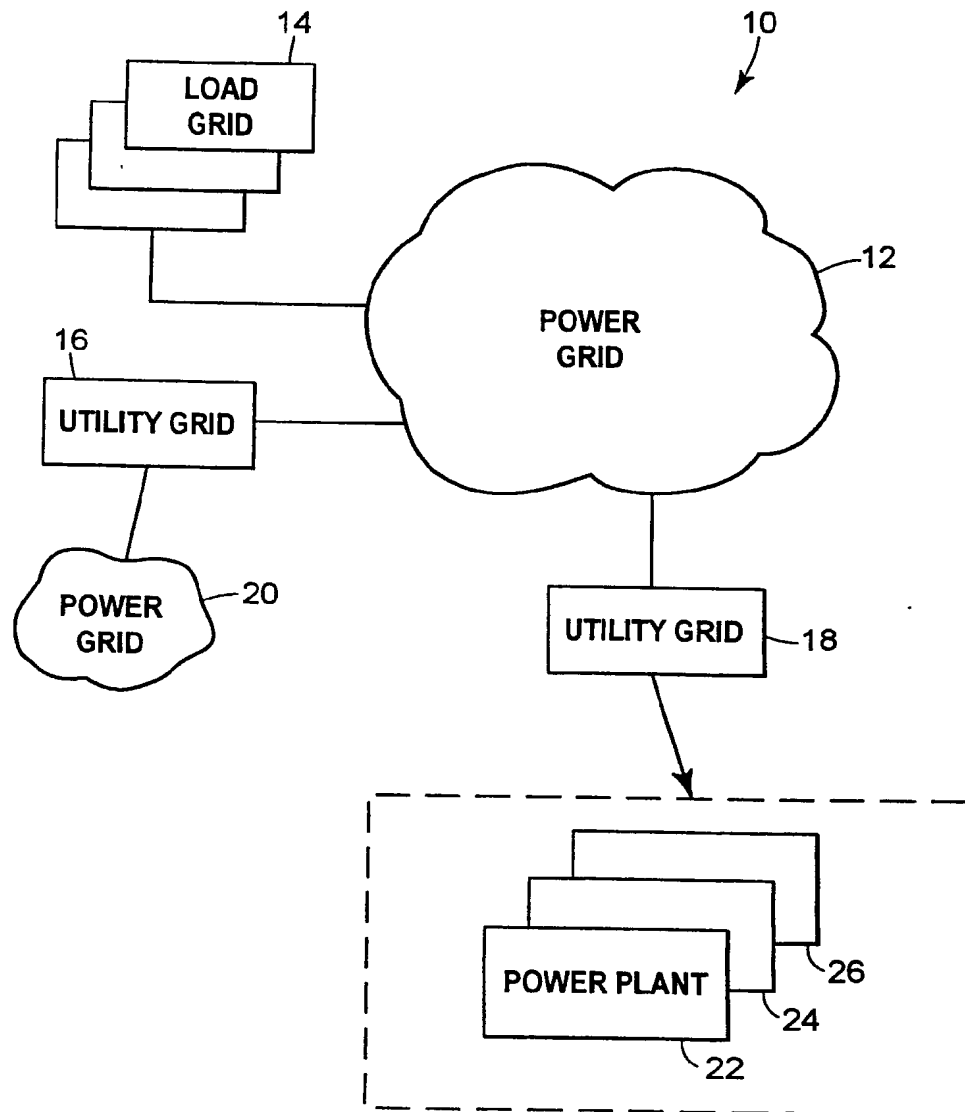 14
10
LOAD
GRID
12
POWER
GRID
16
UTILITY GRID
20
POWER
GRID
UTILITY GRID
18
26
POWER PLANT
24
22